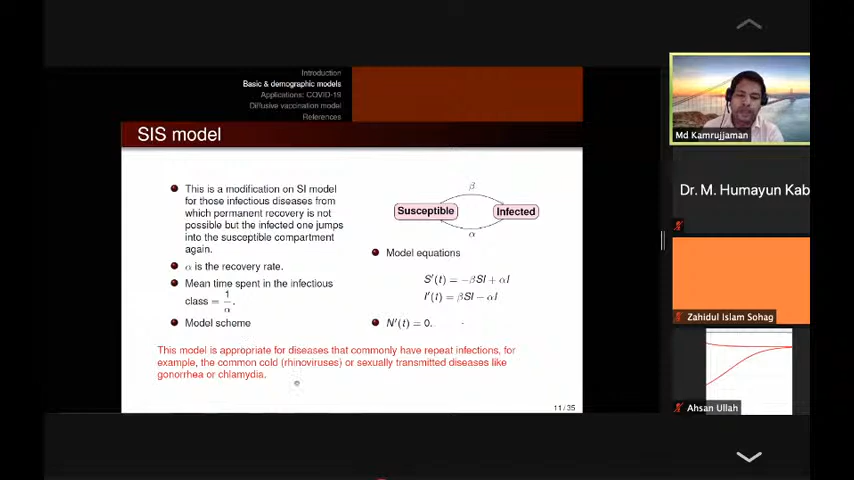 Introduction
Basic & demographic models
Applications: COVID-19
Diffusive vaccination model
References
SIS model
This is a modification on SI model
for those infectious diseases from
which permanent recovery is not
possible but the infected one jumps
into the susceptible compartment
again.
α is the recovery rate.
Mean time spent in the infectious
class = 1/α.
Model scheme
β
Susceptible
Infected
α
Model equations
S′(t) = −βSI + αI
I′(t) = βSI − αI
N′(t) = 0.
This model is appropriate for diseases that commonly have repeat infections, for
example, the common cold (rhinoviruses) or sexually transmitted diseases like
gonorrhea or chlamydia.
11/35
Md Kamrujjaman
Dr. M. Humayun Kab
Zahidul Islam Sohag
Ahsan Ullah